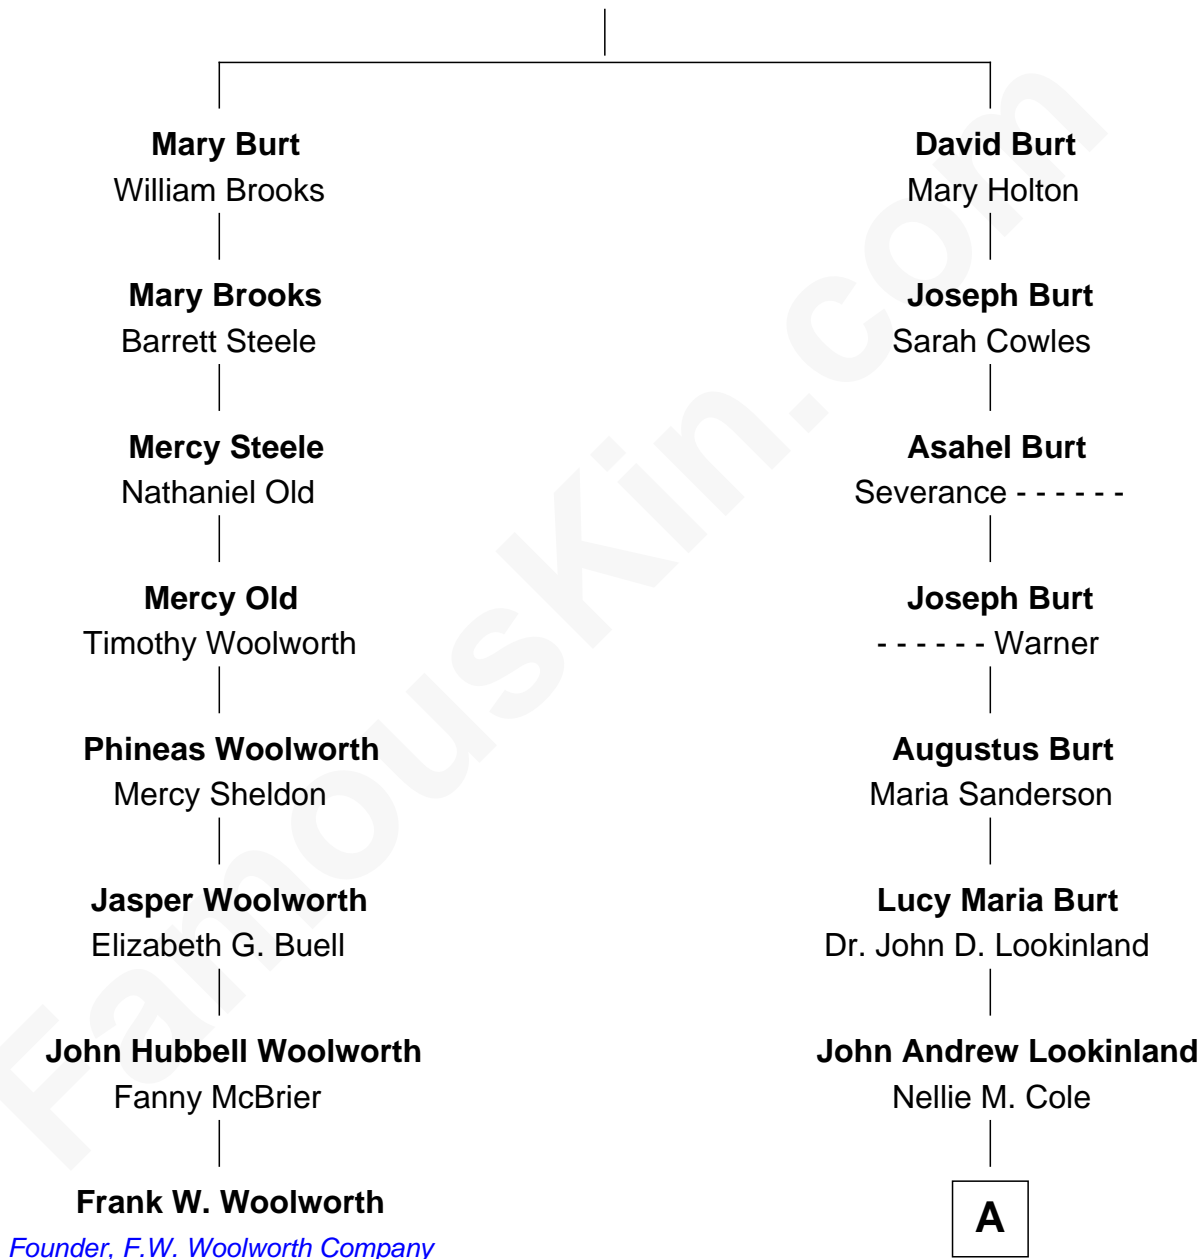 Mary Burt
William Brooks
Mary Brooks
Barrett Steele
Mercy Steele
Nathaniel Old
Mercy Old
Timothy Woolworth
Phineas Woolworth
Mercy Sheldon
Jasper Woolworth
Elizabeth G. Buell
John Hubbell Woolworth
Fanny McBrier
Frank W. Woolworth
Founder, F.W. Woolworth Company
David Burt
Mary Holton
Joseph Burt
Sarah Cowles
Asahel Burt
Severance - - - - - -
Joseph Burt
- - - - - - Warner
Augustus Burt
Maria Sanderson
Lucy Maria Burt
Dr. John D. Lookinland
John Andrew Lookinland
Nellie M. Cole
A
FamousKin.com